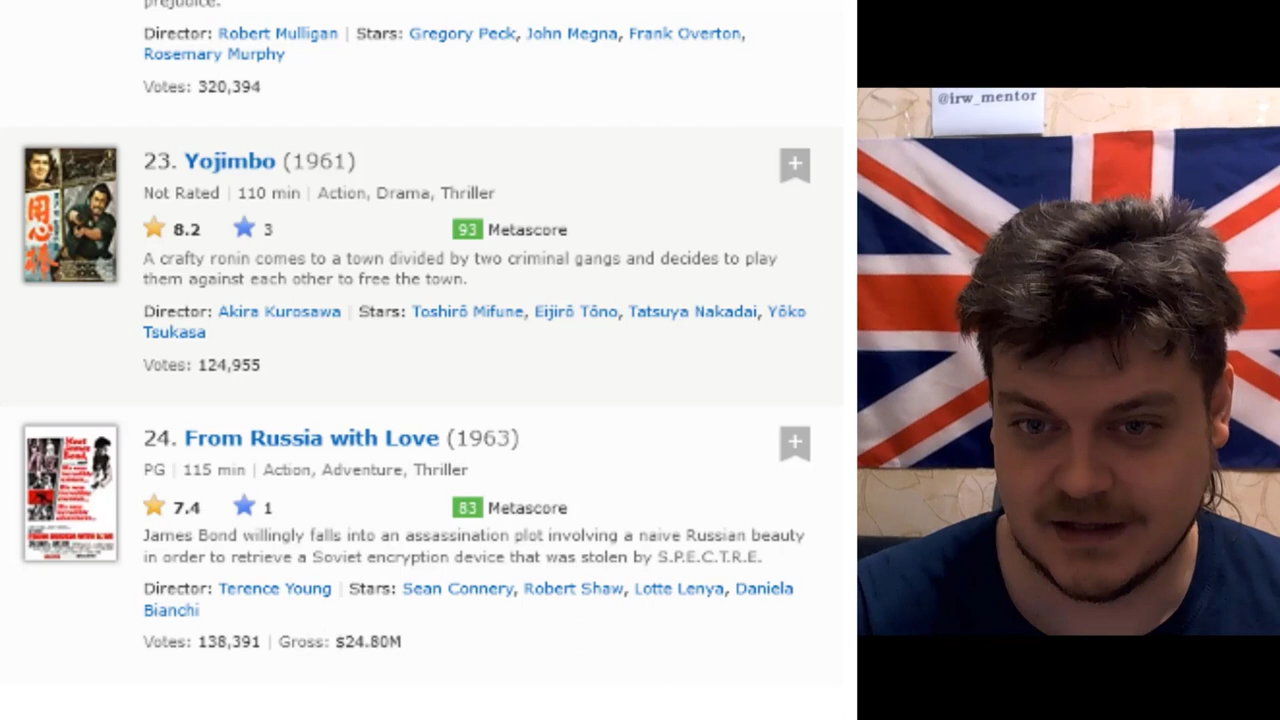 prejudice.
Director: Robert Mulligan | Stars: Gregory Peck, John Megna, Frank Overton,
Rosemary Murphy
Votes: 320,394
23. Yojimbo (1961)
Not Rated | 110 min | Action, Drama, Thriller
8.2 3 93 Metascore
A crafty ronin comes to a town divided by two criminal gangs and decides to play
them against each other to free the town.
Director: Akira Kurosawa | Stars: Toshirô Mifune, Eijirô Tôno, Tatsuya Nakadai, Yôko
Tsukasa
Votes: 124,955
24. From Russia with Love (1963)
PG | 115 min | Action, Adventure, Thriller
7.4 1 83 Metascore
James Bond willingly falls into an assassination plot involving a naive Russian beauty
in order to retrieve a Soviet encryption device that was stolen by S.P.E.C.T.R.E.
Director: Terence Young | Stars: Sean Connery, Robert Shaw, Lotte Lenya, Daniela
Bianchi
Votes: 138,391 | Gross: $24.80M
@irw_mentor